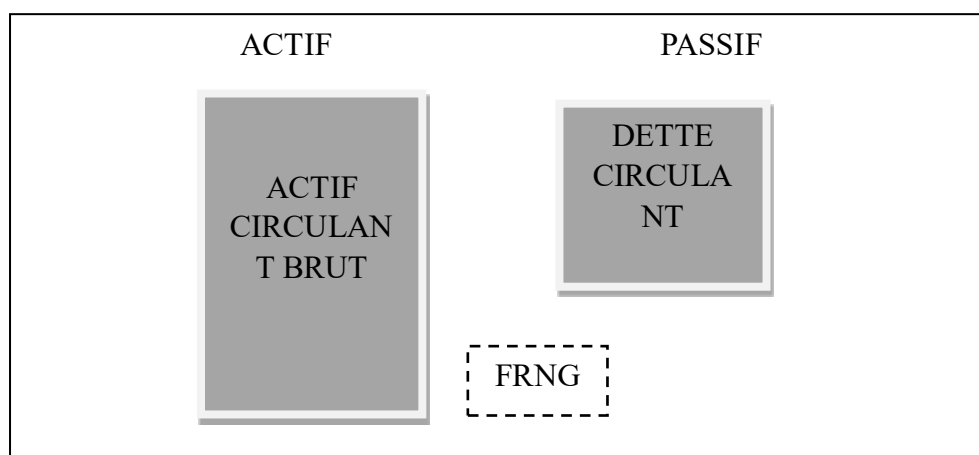 ACTIF
PASSIF
ACTIF
CIRCULAN
T BRUT
DETTE
CIRCULA
NT
FRNG